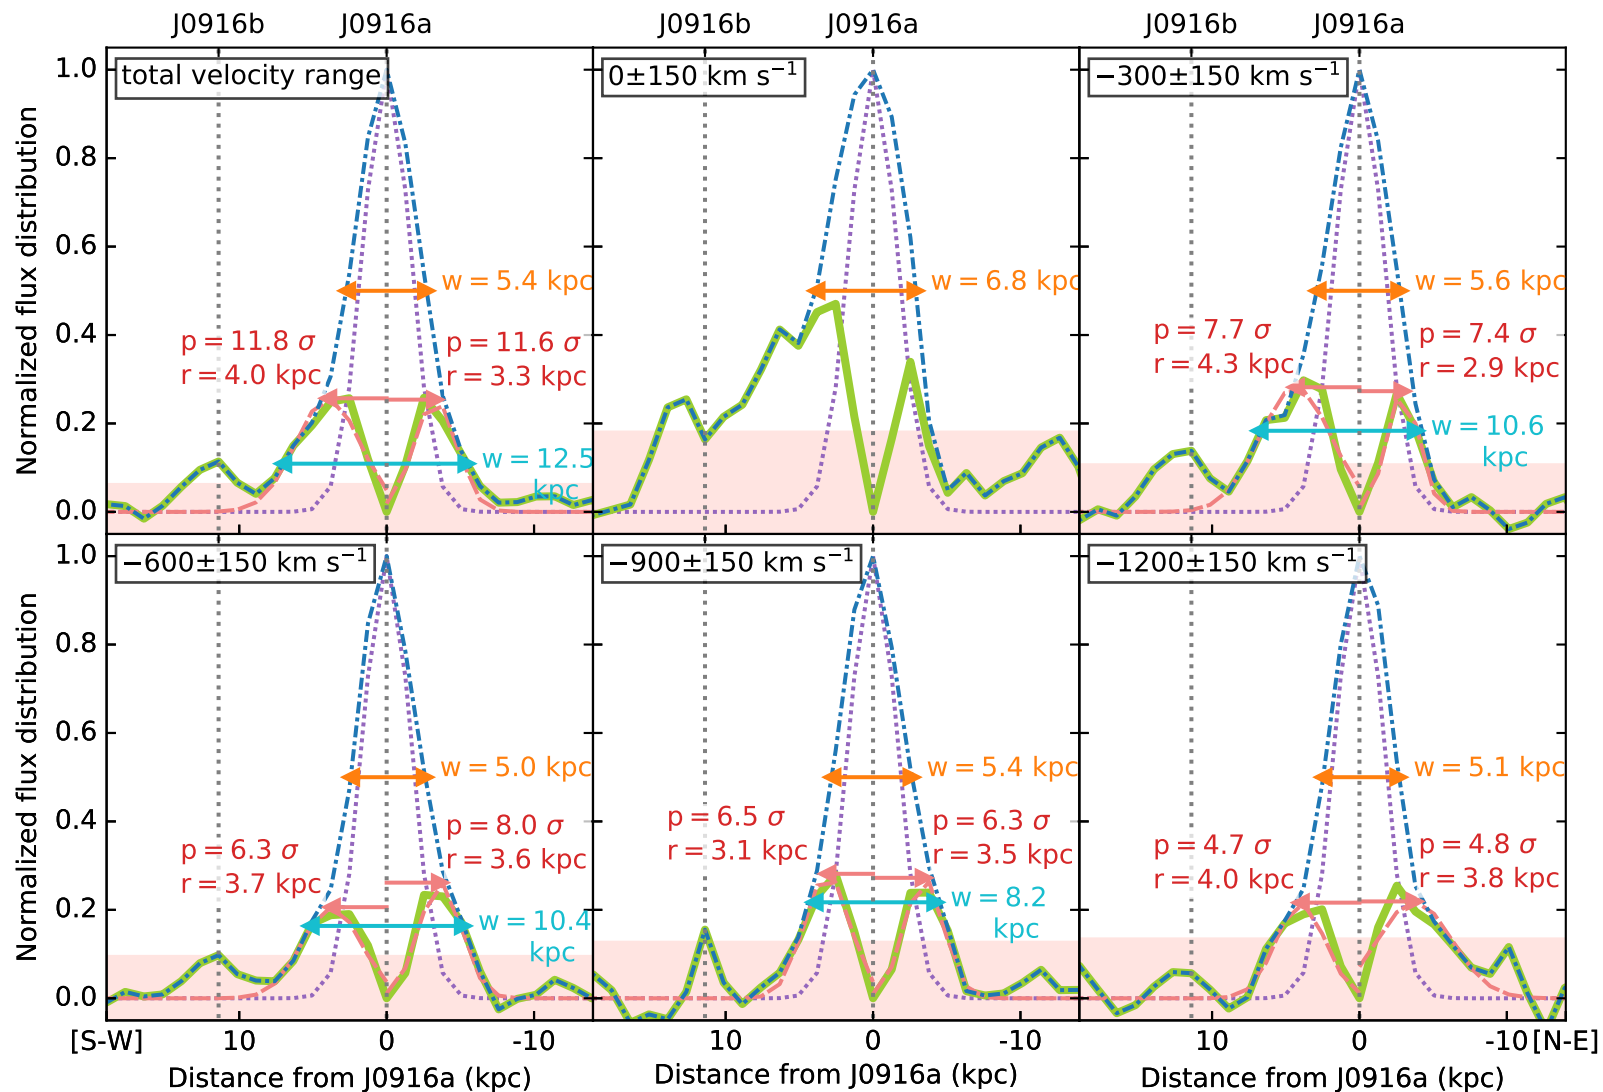 J0916b J0916a J0916b J0916a J0916b J0916a
Normalized flux distribution
1.0
0.8
0.6
0.4
0.2
0.0
total velocity range
w = 5.4 kpc
p = 11.8 σ
r = 4.0 kpc
p = 11.6 σ
r = 3.3 kpc
w = 12.5
kpc
0±150 km s⁻¹
w = 6.8 kpc
−300±150 km s⁻¹
w = 5.6 kpc
p = 7.7 σ
r = 4.3 kpc
p = 7.4 σ
r = 2.9 kpc
w = 10.6
kpc
Normalized flux distribution
1.0
0.8
0.6
0.4
0.2
0.0
−600±150 km s⁻¹
w = 5.0 kpc
p = 6.3 σ
r = 3.7 kpc
p = 8.0 σ
r = 3.6 kpc
w = 10.4
kpc
−900±150 km s⁻¹
w = 5.4 kpc
p = 6.5 σ
r = 3.1 kpc
p = 6.3 σ
r = 3.5 kpc
w = 8.2
kpc
−1200±150 km s⁻¹
w = 5.1 kpc
p = 4.7 σ
r = 4.0 kpc
p = 4.8 σ
r = 3.8 kpc
[S-W] 10 0 -10 10 0 -10 10 0 -10 [N-E]
Distance from J0916a (kpc) Distance from J0916a (kpc) Distance from J0916a (kpc)